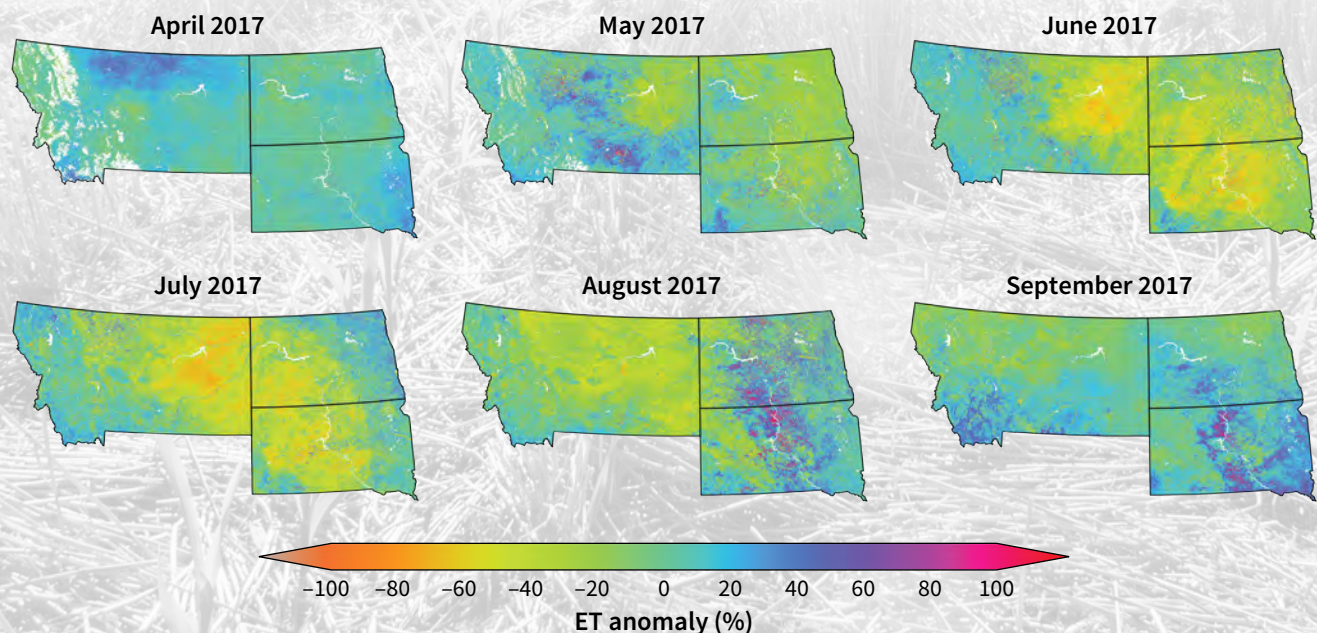 April 2017
May 2017
June 2017
July 2017
August 2017
September 2017
−100 −80 −60 −40 −20 0 20 40 60 80 100
ET anomaly (%)